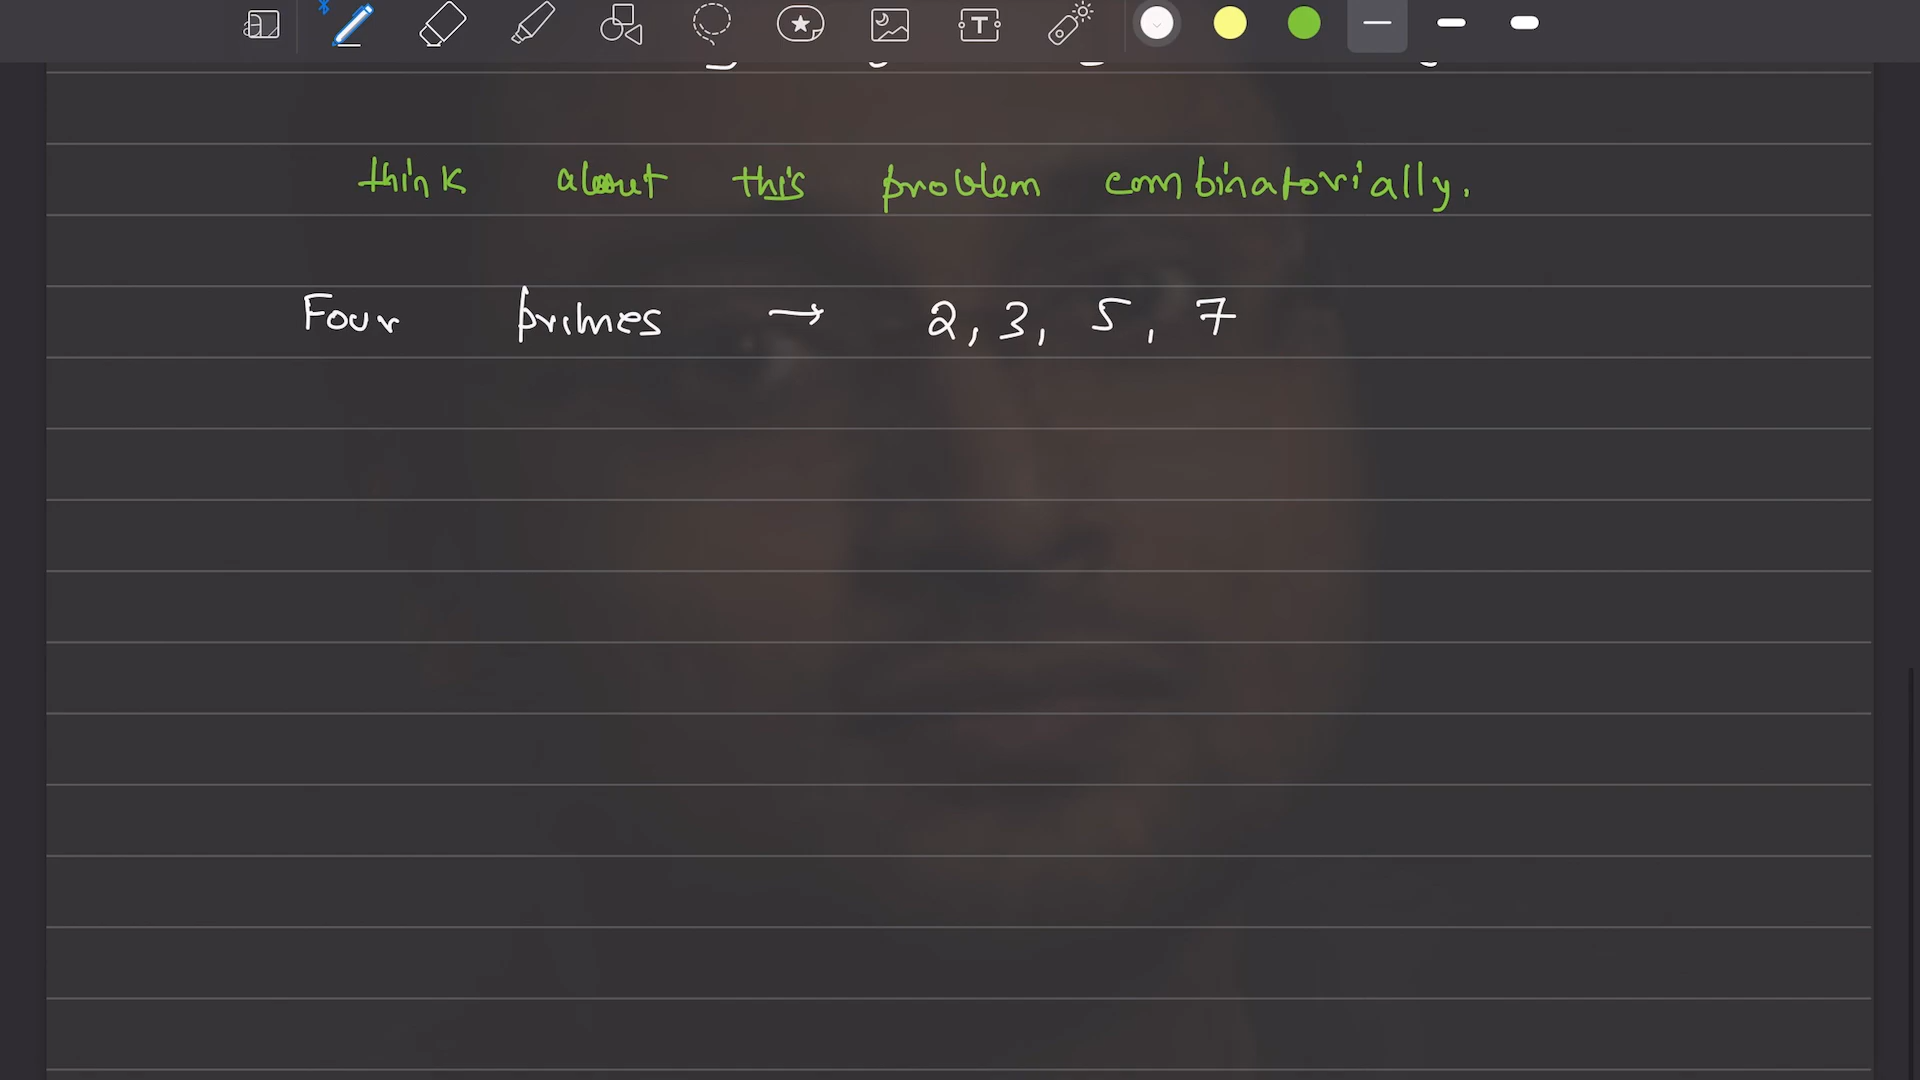 think about this problem combinatorially.
Four primes → 2, 3, 5, 7